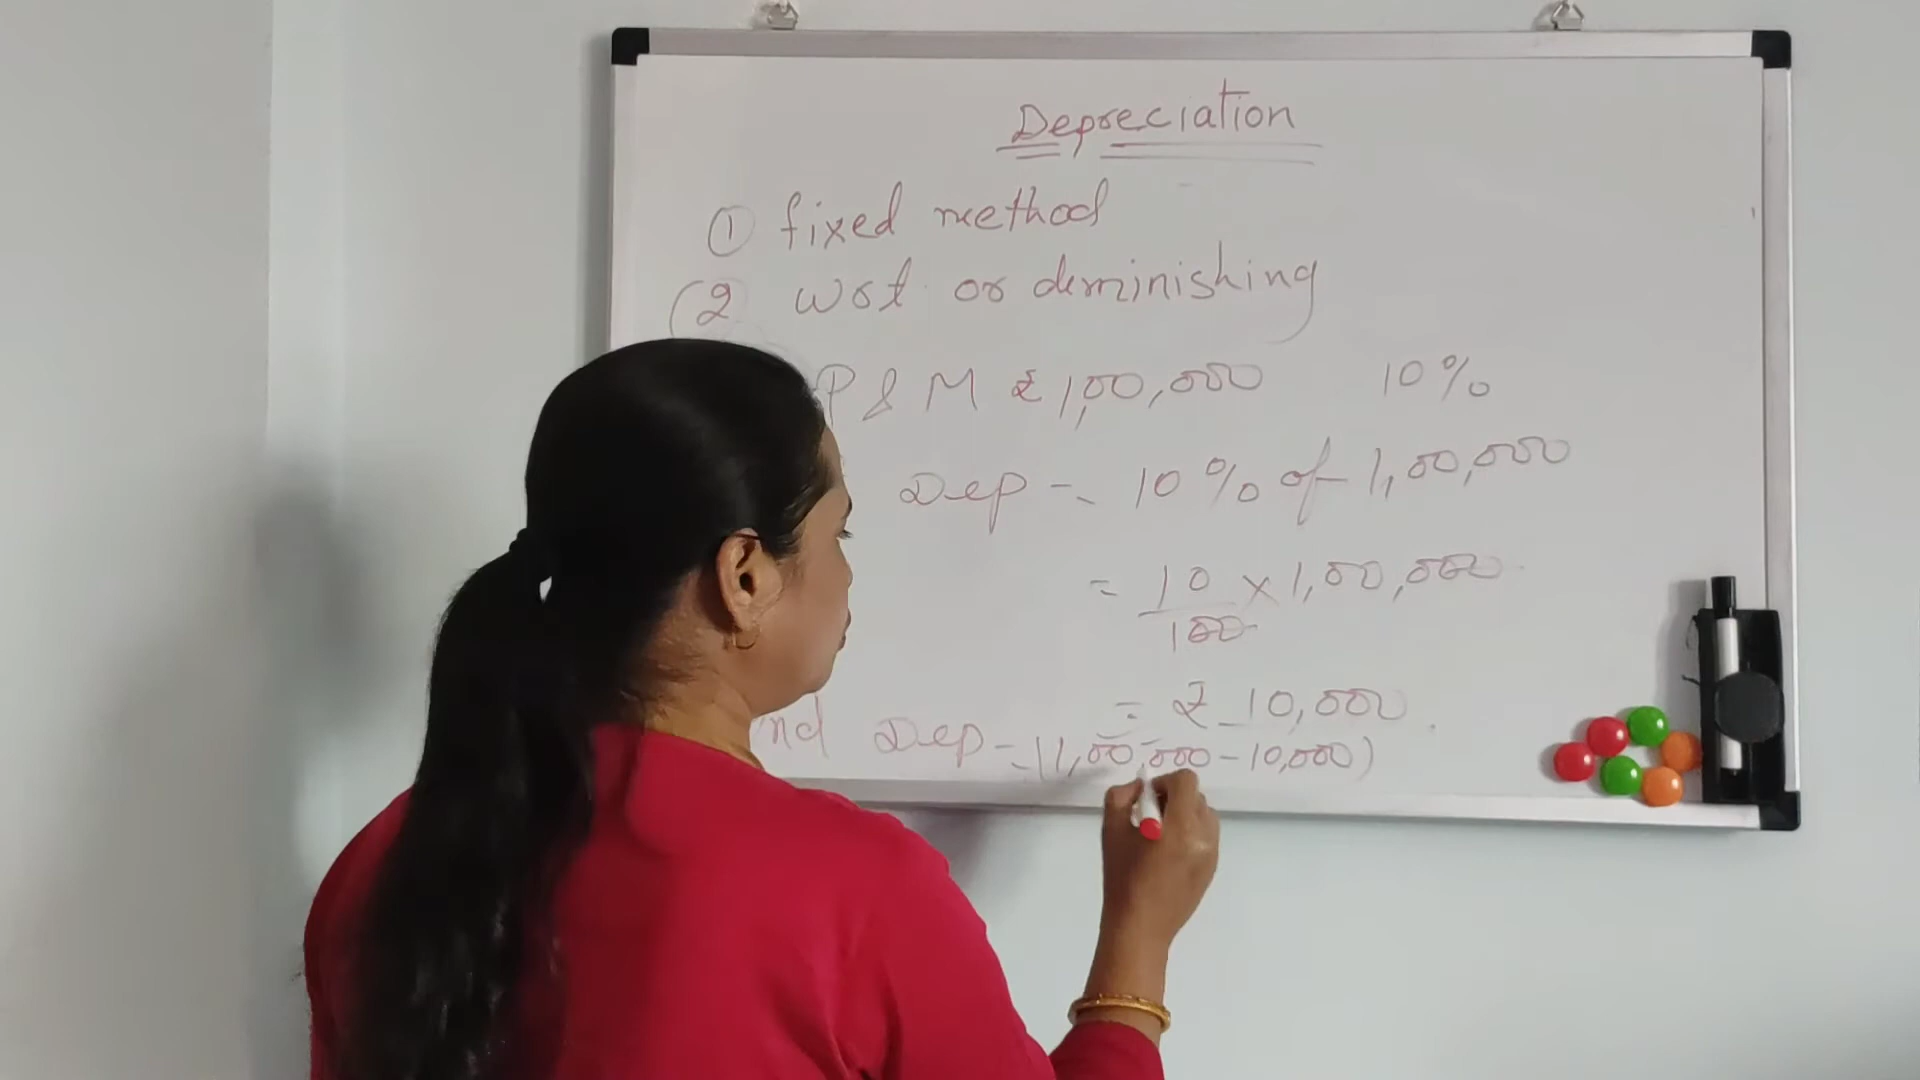 Depreciation
① fixed method
② wrt or diminishing
P & M ₹ 1,00,000 10%
Dep = 10% of 1,00,000
= 10/100 x 1,00,000
= ₹ 10,000
nd Dep = (1,00,000 - 10,000)